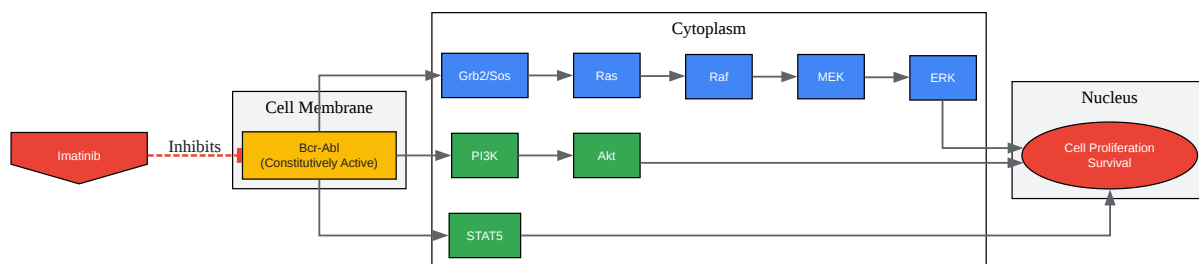 Cytoplasm
Grb2/Sos
Ras
Raf
MEK
ERK
Cell Membrane
Nucleus
Imatinib
Inhibits
Bcr-Abl
(Constitutively Active)
PI3K
Akt
Cell Proliferation
Survival
STAT5